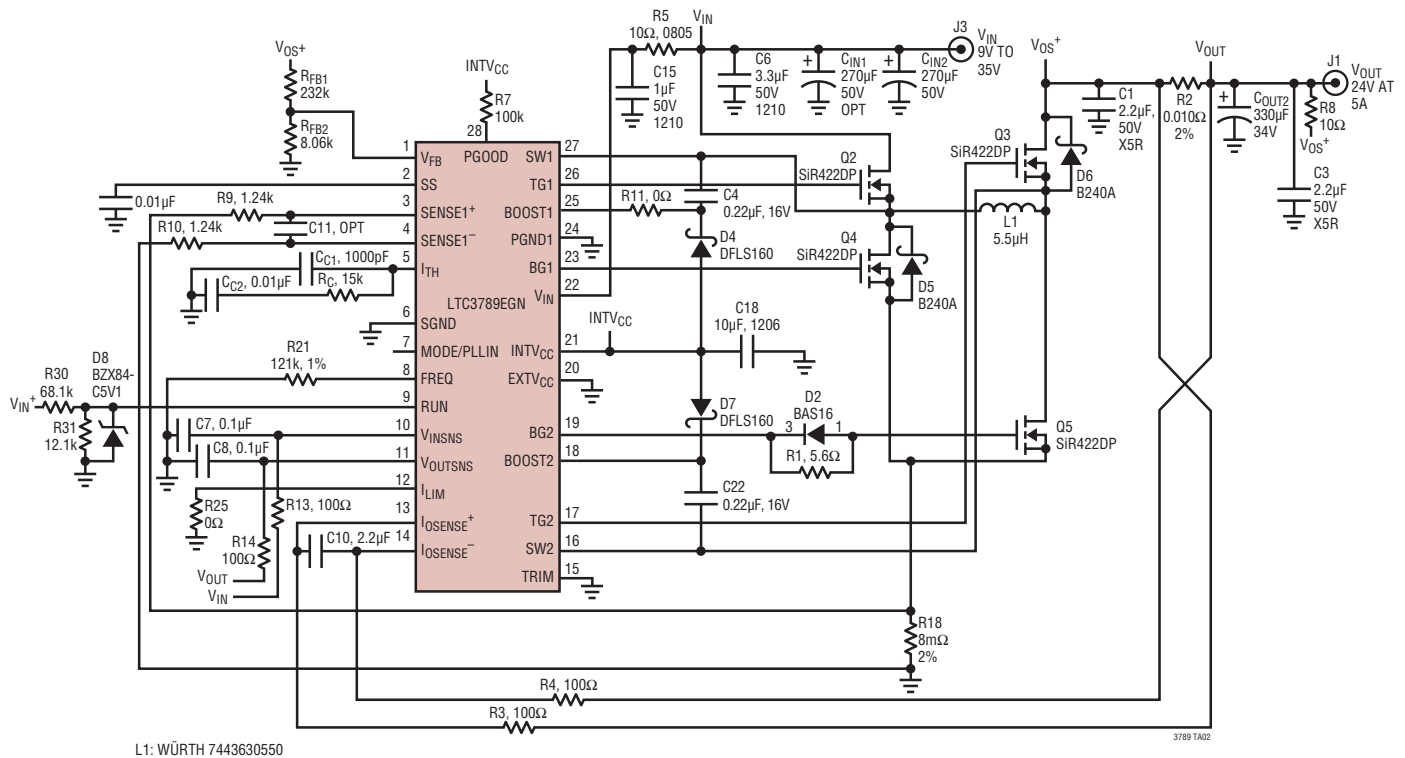 R5
10Ω, 0805
VIN
C15
1µF
50V
1210
C6
3.3µF
50V
1210
+
CIN1
270µF
50V
OPT
+
CIN2
270µF
50V
J3
VIN
9V TO
35V
VOS+
C1
2.2µF,
50V
X5R
R2
0.010Ω
2%
VOUT
+
COUT2
330µF
34V
R8
10Ω
VOS+
J1
VOUT
24V AT
5A
C3
2.2µF
50V
X5R
VOS+
RFB1
232k
RFB2
8.06k
INTVCC
R7
100k
28
PGOOD
LTC3789EGN
1
VFB
2
SS
3
SENSE1+
4
SENSE1–
5
ITH
6
SGND
7
MODE/PLLIN
8
FREQ
9
RUN
10
VINSNS
11
VOUTSNS
12
ILIM
13
IOSENSE+
14
IOSENSE–
27
SW1
26
TG1
25
BOOST1
24
PGND1
23
BG1
22
VIN
21
INTVCC
20
EXTVCC
19
BG2
18
BOOST2
17
TG2
16
SW2
15
TRIM
0.01µF
R9, 1.24k
R10, 1.24k
C11, OPT
CC1, 1000pF
CC2, 0.01µF
RC, 15k
R21
121k, 1%
D8
BZX84-
C5V1
R30
68.1k
VIN+
R31
12.1k
C7, 0.1µF
C8, 0.1µF
R25
0Ω
R13, 100Ω
R14
100Ω
VOUT
VIN
C10, 2.2µF
R11, 0Ω
C4
0.22µF, 16V
D4
DFLS160
INTVCC
C18
10µF, 1206
D7
DFLS160
C22
0.22µF, 16V
D2
BAS16
3
1
R1, 5.6Ω
Q2
SiR422DP
Q4
SiR422DP
D5
B240A
Q3
SiR422DP
D6
B240A
L1
5.5µH
Q5
SiR422DP
R18
8mΩ
2%
R4, 100Ω
R3, 100Ω
3789 TA02
L1: WÜRTH 7443630550